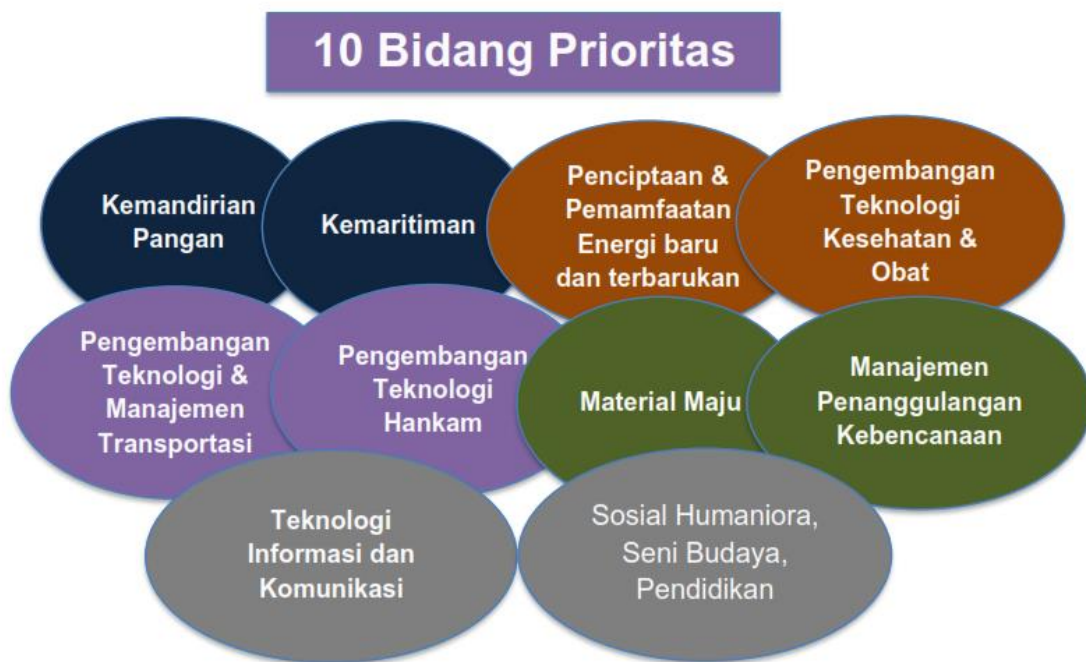 10 Bidang Prioritas
Kemandirian
Pangan
Kemaritiman
Penciptaan &
Pemamfaatan
Energi baru
dan terbarukan
Pengembangan
Teknologi
Kesehatan &
Obat
Pengembangan
Teknologi &
Manajemen
Transportasi
Pengembangan
Teknologi
Hankam
Material Maju
Manajemen
Penanggulangan
Kebencanaan
Teknologi
Informasi dan
Komunikasi
Sosial Humaniora,
Seni Budaya,
Pendidikan